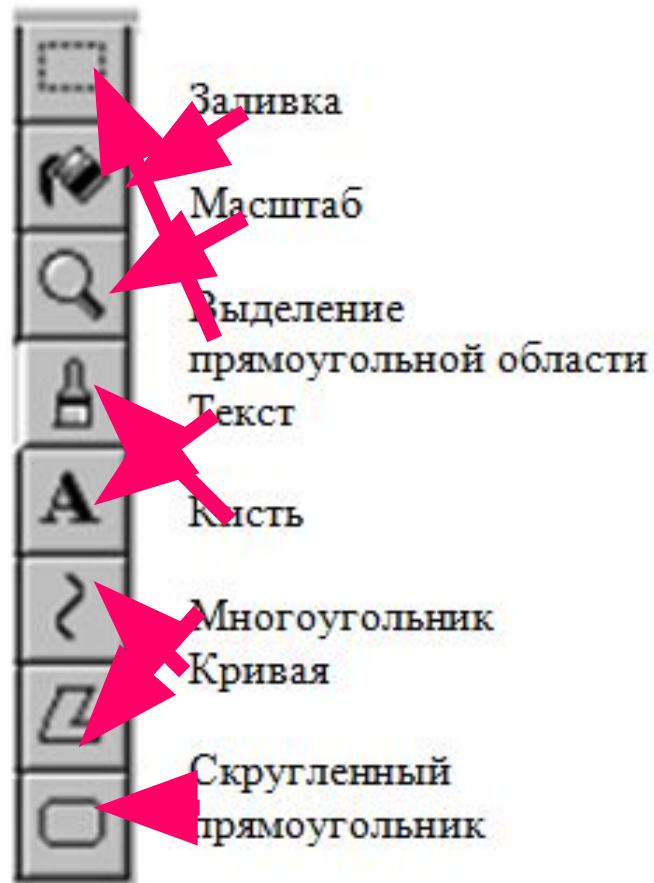 Заливка
Масштаб
Выделение
прямоугольной области
Текст
A
Кисть
Многоугольник
Кривая
Скругленный
прямоугольник